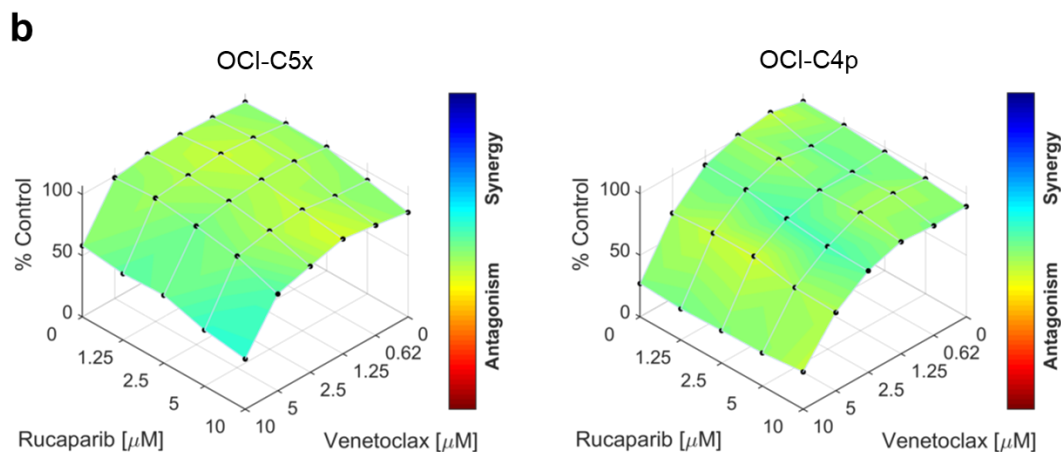 b
OCI-C5x
OCI-C4p
% Control
100
50
0
0
1.25
2.5
5
10
Rucaparib [μM]
10
5
2.5
1.25
0.62
0
Venetoclax [μM]
Synergy
Antagonism
% Control
100
50
0
0
1.25
2.5
5
10
Rucaparib [μM]
10
5
2.5
1.25
0.62
0
Venetoclax [μM]
Synergy
Antagonism